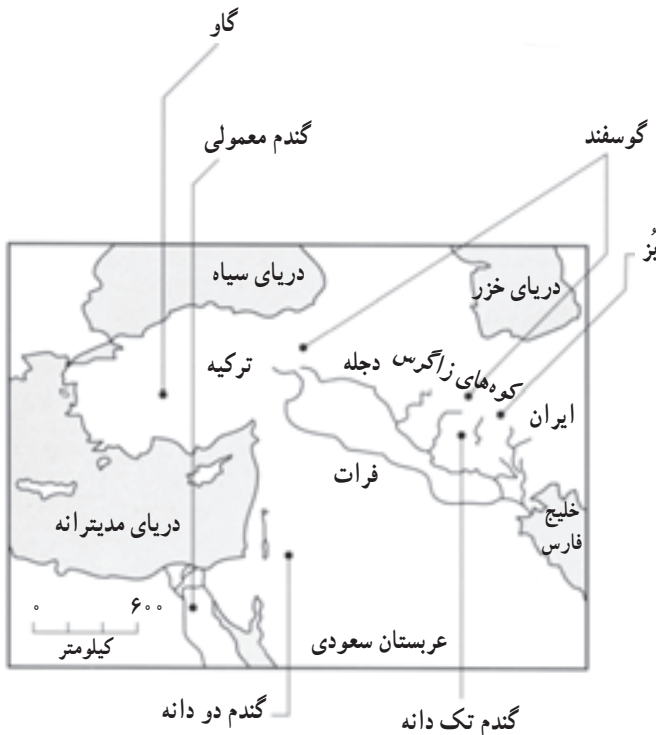 گاو
گندم معمولی
گوسفند
بُز
دریای سیاه
دریای خزر
ترکیه
دجله
کوه‌های زاگرس
ایران
فرات
خلیج
فارس
دریای مدیترانه
۰ ۶۰۰
کیلومتر
عربستان سعودی
گندم دو دانه
گندم تک دانه